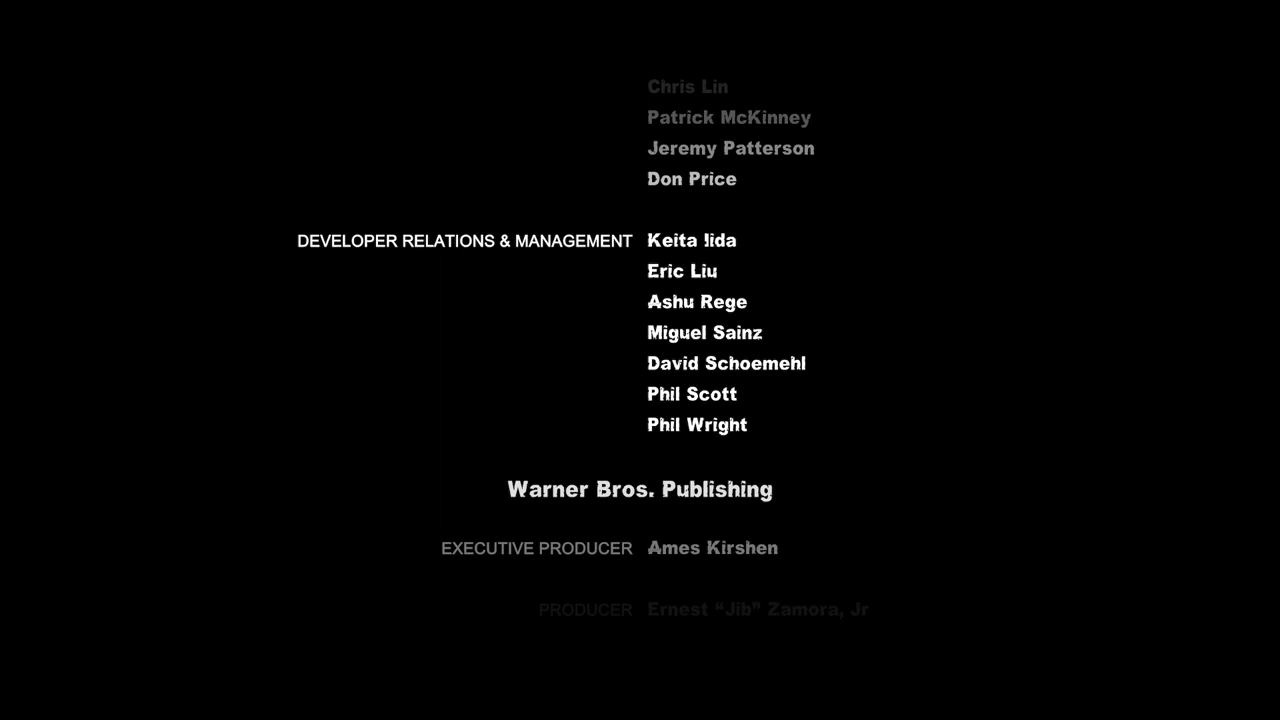 Chris Lin
Patrick McKinney
Jeremy Patterson
Don Price
DEVELOPER RELATIONS & MANAGEMENT Keita Iida
Eric Liu
Ashu Rege
Miguel Sainz
David Schoemehl
Phil Scott
Phil Wright
Warner Bros. Publishing
EXECUTIVE PRODUCER Ames Kirshen
PRODUCER Ernest “Jib” Zamora, Jr